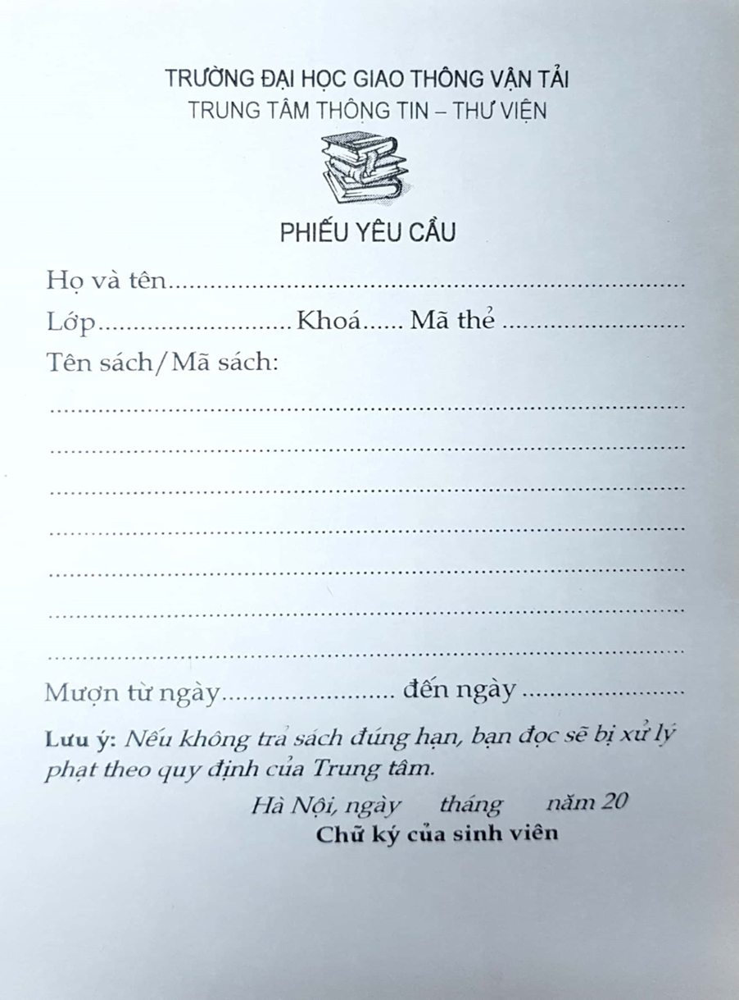 TRƯỜNG ĐẠI HỌC GIAO THÔNG VẬN TẢI
TRUNG TÂM THÔNG TIN – THƯ VIỆN
PHIẾU YÊU CẦU
Họ và tên..........................................................................................
Lớp................................. Khoá...... Mã thẻ ................................
Tên sách/Mã sách:
..............................................................................................................
..............................................................................................................
..............................................................................................................
..............................................................................................................
..............................................................................................................
..............................................................................................................
..............................................................................................................
Mượn từ ngày.............................. đến ngày ............................
Lưu ý: Nếu không trả sách đúng hạn, bạn đọc sẽ bị xử lý
phạt theo quy định của Trung tâm.
Hà Nội, ngày tháng năm 20
Chữ ký của sinh viên